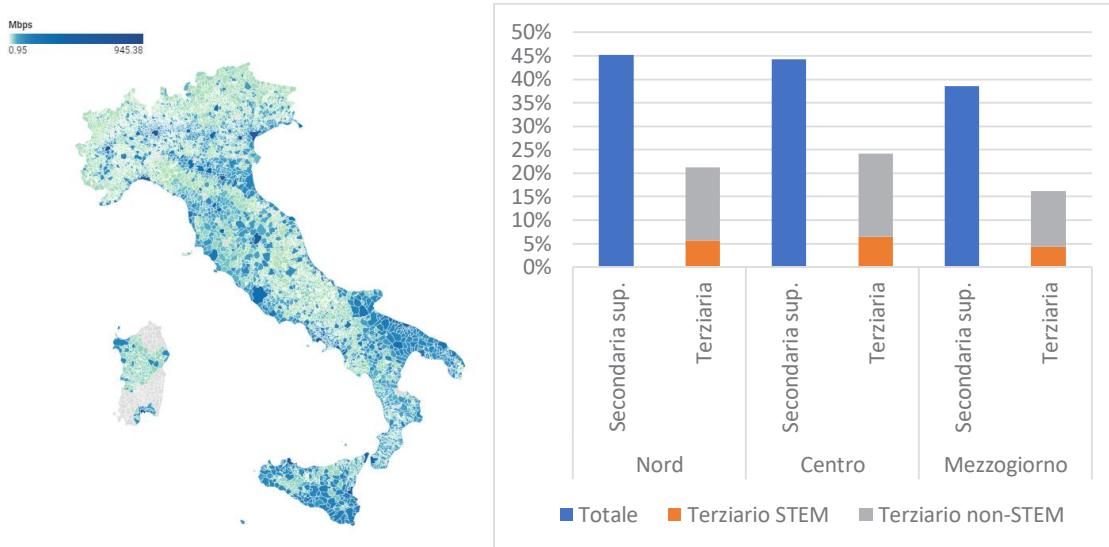 Mbps
0.95 945.38
50%
45%
40%
35%
30%
25%
20%
15%
10%
5%
0%
Secondaria sup.
Terziaria
Secondaria sup.
Terziaria
Secondaria sup.
Terziaria
Nord Centro Mezzogiorno
Totale Terziario STEM Terziario non-STEM